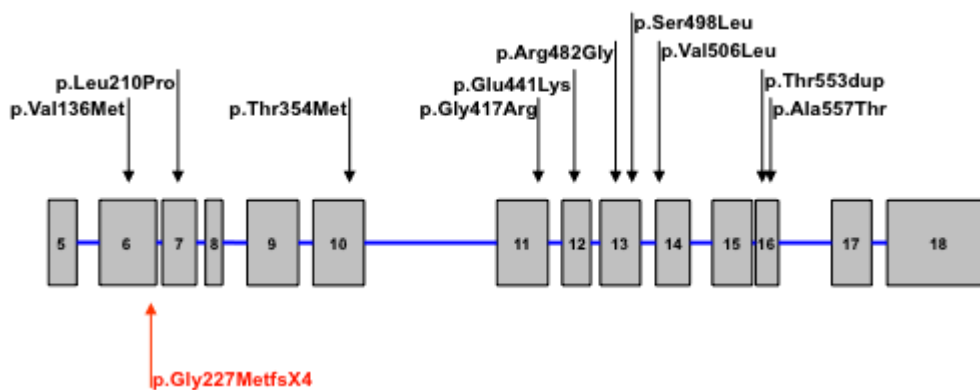 p.Ser498Leu
p.Arg482Gly
p.Val506Leu
p.Leu210Pro
p.Glu441Lys
p.Thr553dup
p.Val136Met
p.Thr354Met
p.Gly417Arg
p.Ala557Thr
5 6 7 8 9 10 11 12 13 14 15 16 17 18
p.Gly227MetfsX4